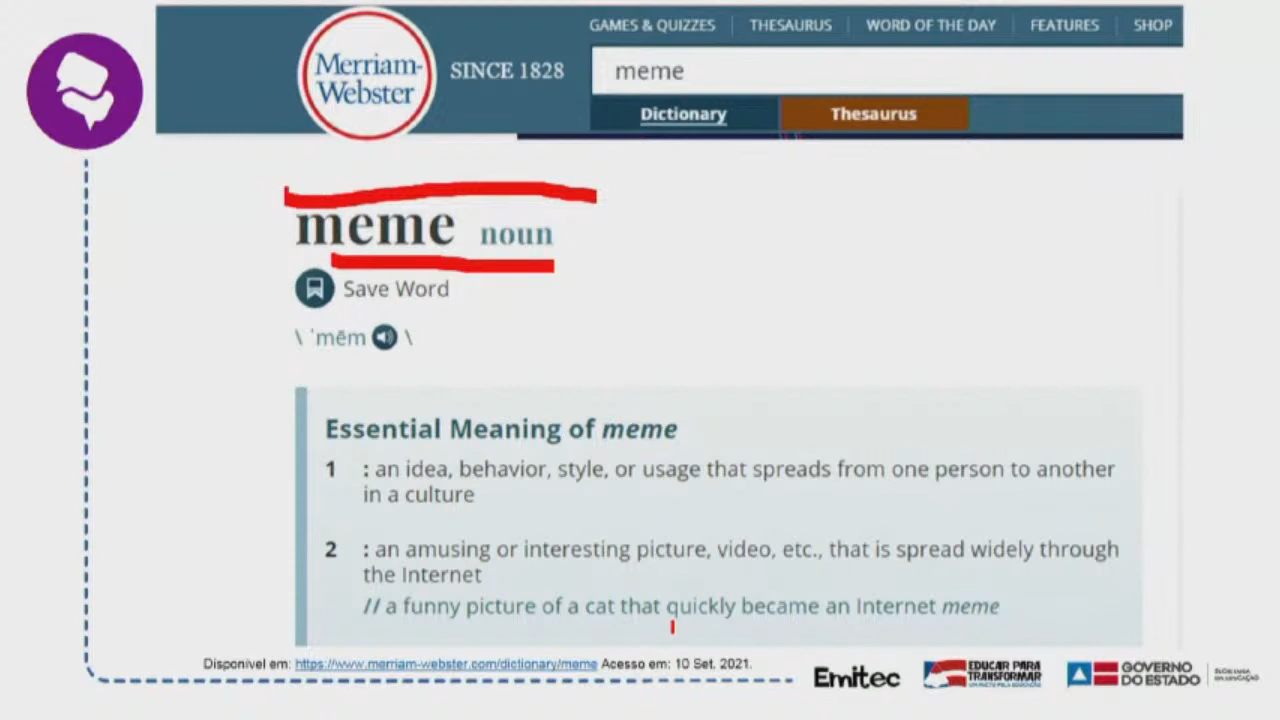 GAMES & QUIZZES THESAURUS WORD OF THE DAY FEATURES SHOP
Merriam-
Webster
SINCE 1828
meme
Dictionary Thesaurus
meme noun
Save Word
\ ˈmēm \
Essential Meaning of meme
1 : an idea, behavior, style, or usage that spreads from one person to another
in a culture
2 : an amusing or interesting picture, video, etc., that is spread widely through
the Internet
// a funny picture of a cat that quickly became an Internet meme
Disponível em: https://www.merriam-webster.com/dictionary/meme Acesso em: 10 Set. 2021.
Emitec
EDUCAR PARA
TRANSFORMAR
GOVERNO
DO ESTADO